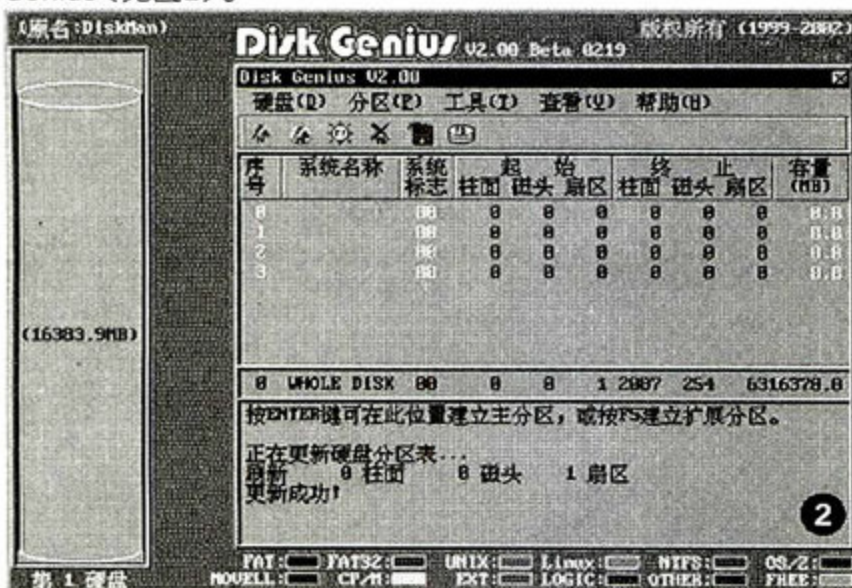 (原名:DiskMan)
Disk Genius V2.00 Beta 0219
版权所有 (1999-2002)
Disk Genius V2.00
硬盘(D) 分区(P) 工具(T) 查看(V) 帮助(H)
序号 系统名称 系统标志 起始 终止 容量(MB)
柱面 磁头 扇区 柱面 磁头 扇区
0 00 0 0 0 0 0 0 0.0
1 00 0 0 0 0 0 0 0.0
2 00 0 0 0 0 0 0 0.0
3 00 0 0 0 0 0 0 0.0
(16383.9MB)
0 WHOLE DISK 00 0 0 1 2087 254 6316378.0
按ENTER键可在此位置建立主分区，或按F5建立扩展分区。
正在更新硬盘分区表...
刷新 0 柱面 0 磁头 1 扇区
更新成功!
2
第 1 硬盘
FAT: FAT32: UNIX: Linux: NTFS: OS/2:
NOVELL: CP/M: EXT: LOGIC: OTHER: FREE: